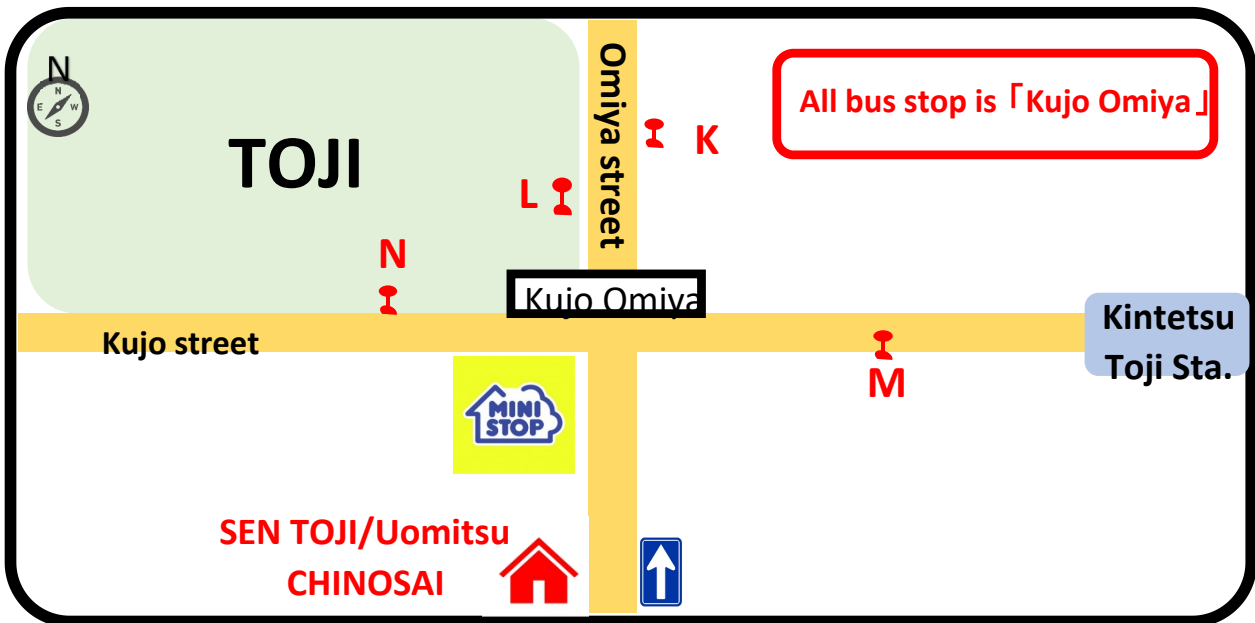 N
N
E W
S
TOJI
Omiya street
All bus stop is「Kujo Omiya」
K
L
N
Kujo Omiya
Kujo street
Kintetsu
Toji Sta.
M
MINI
STOP
SEN TOJI/Uomitsu
CHINOSAI